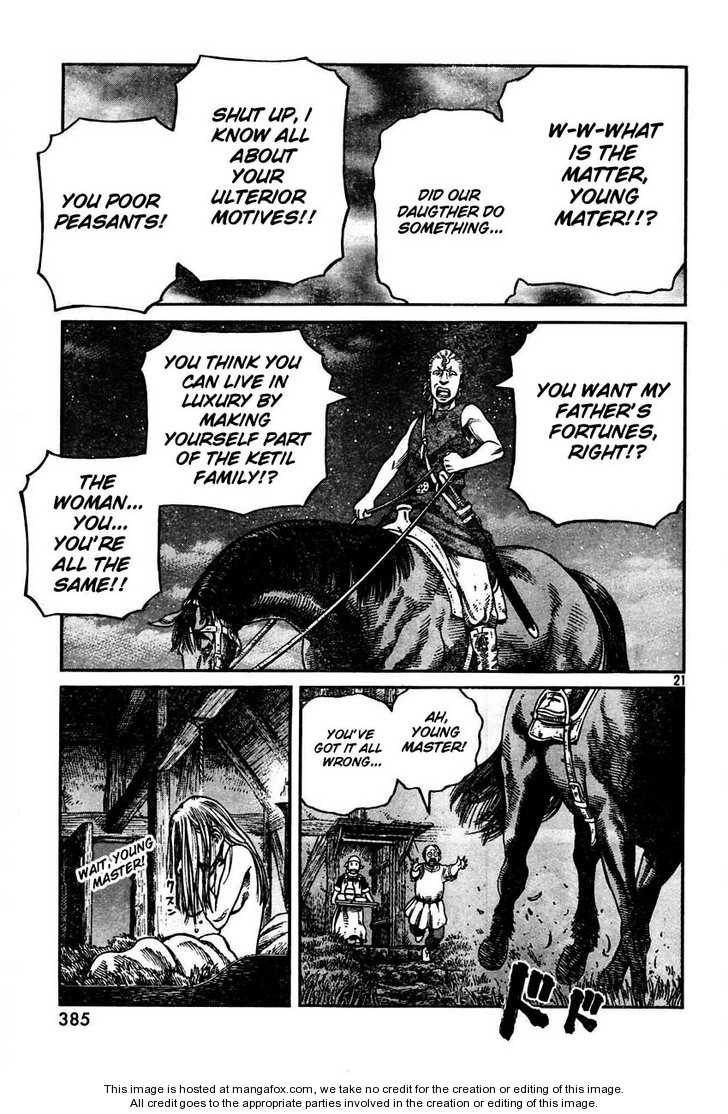 W-W-WHAT
IS THE
MATTER,
YOUNG
MATER!!?
DID OUR
DAUGTHER DO
SOMETHING...
SHUT UP, I
KNOW ALL
ABOUT
YOUR
ULTERIOR
MOTIVES!!
YOU POOR
PEASANTS!
YOU WANT MY
FATHER'S
FORTUNES,
RIGHT!?
YOU THINK YOU
CAN LIVE IN
LUXURY BY
MAKING
YOURSELF PART
OF THE KETIL
FAMILY!?
THE
WOMAN...
YOU...
YOU'RE
ALL THE
SAME!!
21
AH,
YOUNG
MASTER!
YOU'VE
GOT IT ALL
WRONG...
ドドド
WAIT, YOUNG
MASTER!
クスン
385
This image is hosted at mangafox.com, we take no credit for the creation or editing of this image.
All credit goes to the appropriate parties involved in the creation or editing of this image.